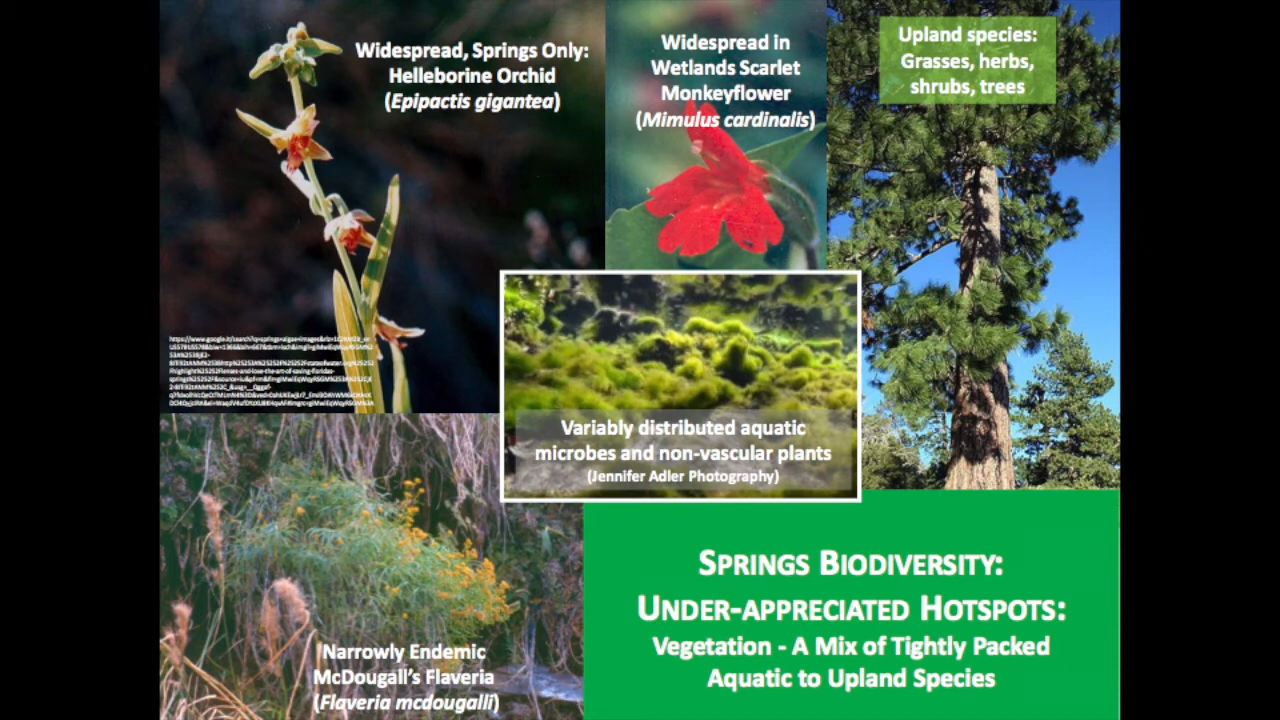 Widespread, Springs Only:
Helleborine Orchid
(Epipactis gigantea)
Widespread in
Wetlands Scarlet
Monkeyflower
(Mimulus cardinalis)
Upland species:
Grasses, herbs,
shrubs, trees
Variably distributed aquatic
microbes and non-vascular plants
(Jennifer Adler Photography)
Narrowly Endemic
McDougall's Flaveria
(Flaveria mcdougalli)
SPRINGS BIODIVERSITY:
UNDER-APPRECIATED HOTSPOTS:
Vegetation - A Mix of Tightly Packed
Aquatic to Upland Species